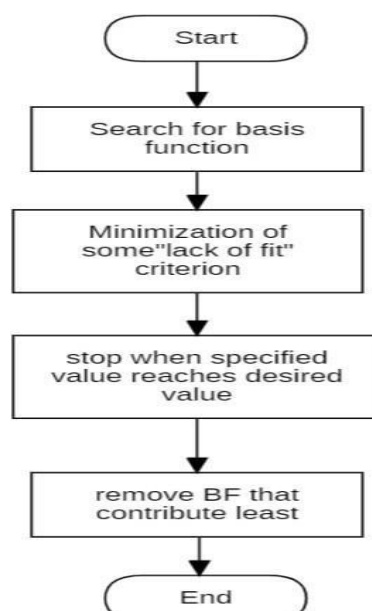 Start
Search for basis
function
Minimization of
some"lack of fit"
criterion
stop when specified
value reaches desired
value
remove BF that
contribute least
End